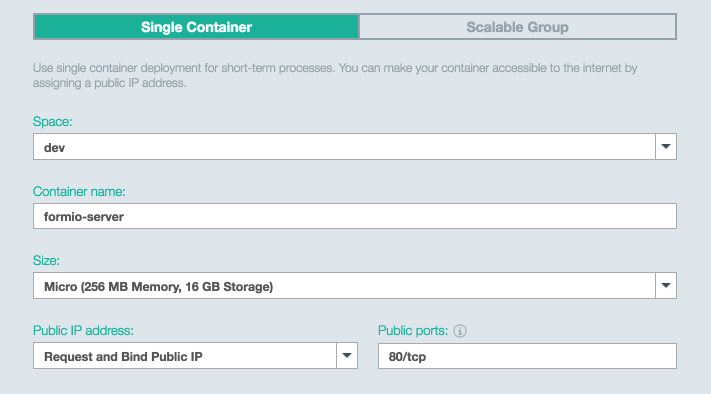 Single Container
Scalable Group
Use single container deployment for short-term processes. You can make your container accessible to the internet by
assigning a public IP address.
Space:
dev
Container name:
formio-server
Size:
Micro (256 MB Memory, 16 GB Storage)
Public IP address:
Public ports:
Request and Bind Public IP
80/tcp